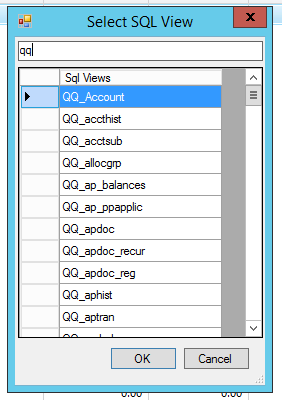 Select SQL View
qq
Sql Views
QQ_Account
QQ_accthist
QQ_acctsub
QQ_allocgrp
QQ_ap_balances
QQ_ap_ppapplic
QQ_apdoc
QQ_apdoc_recur
QQ_apdoc_reg
QQ_aphist
QQ_aptran
OK Cancel
0.00 0.00